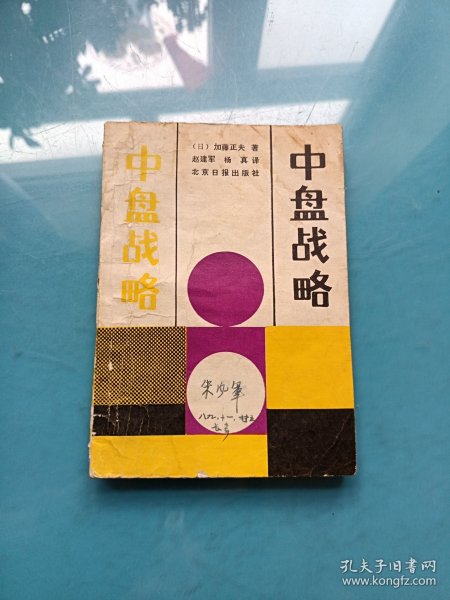 中盘战略
〔日〕加藤正夫 著
赵建军 杨真 译
北京日报出版社
中盘战略
孔夫子旧书网
www.kongfz.com